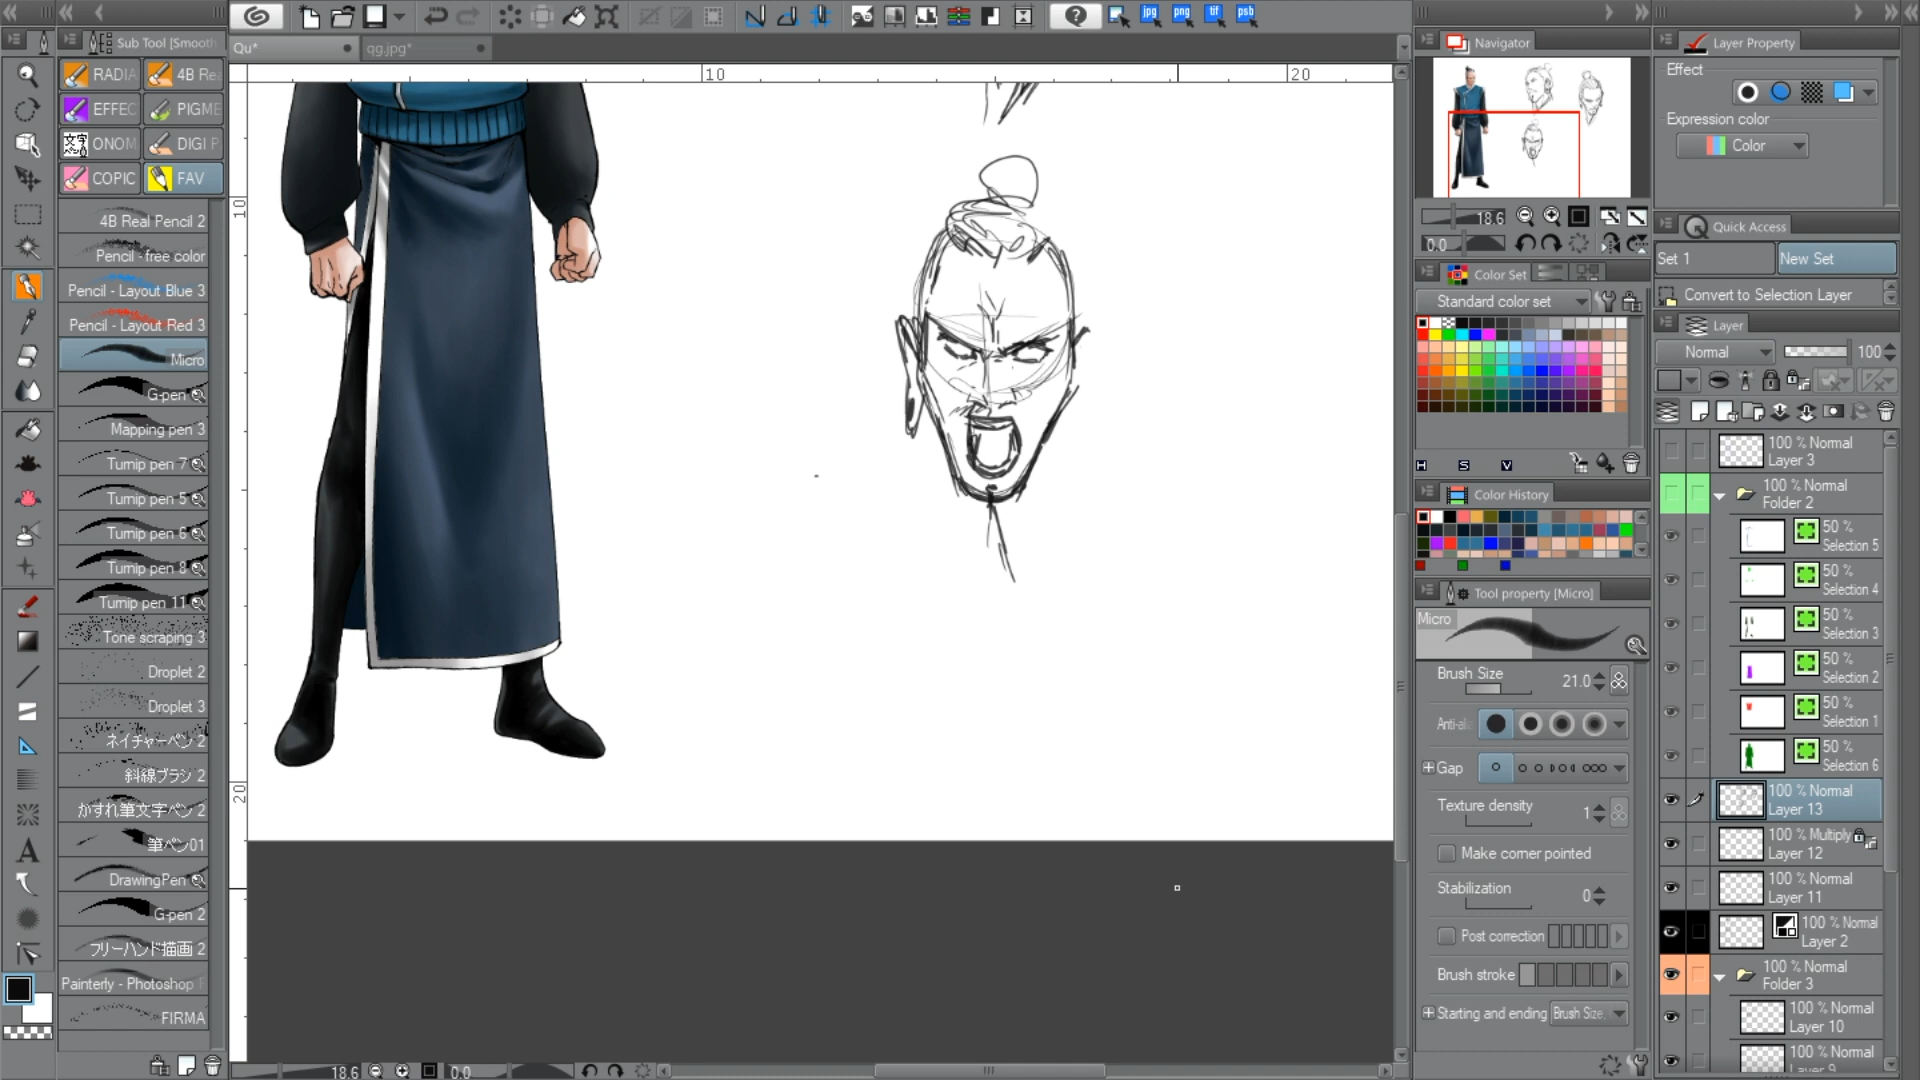 Sub Tool [Smooth
4B Re
EFFEC
PIGME
ONOM
DIGI P
COPIC
FAV
4B Real Pencil 2
Pencil - free color
Pencil - Layout Blue 3
Pencil - Layout Red 3
Micro
G-pen
Mapping pen 3
Turnip pen 7
Turnip pen 5
Turnip pen 6
Turnip pen 8
Turnip pen 11
Tone scraping 3
Droplet 2
Droplet 3
ネイチャーペン 2
斜線ブラシ 2
かすれ筆文字ペン 2
筆ペン01
DrawingPen
G-pen 2
フリーハンド描画 2
Painterly - Photoshop
FIRMA
jpg
png
tif
psb
Qu*
qg.jpg*
10
20
10
20
18.6
0.0
Navigator
18.6
0.0
Color Set
Standard color set
H
S
V
Color History
Tool property [Micro]
Micro
Brush Size
21.0
Gap
Texture density
1
Make corner pointed
Stabilization
0
Post correction
Brush stroke
Starting and ending
Brush Size
Layer Property
Effect
Expression color
Color
Quick Access
Set 1
New Set
Convert to Selection Layer
Layer
Normal
100
100 % Normal
Layer 3
100 % Normal
Folder 2
50 %
Selection 5
50 %
Selection 4
50 %
Selection 3
50 %
Selection 2
50 %
Selection 1
50 %
Selection 6
100 % Normal
Layer 13
100 % Multiply
Layer 12
100 % Normal
Layer 11
100 % Normal
Layer 2
100 % Normal
Folder 3
100 % Normal
Layer 10
100 % Normal
Layer 9